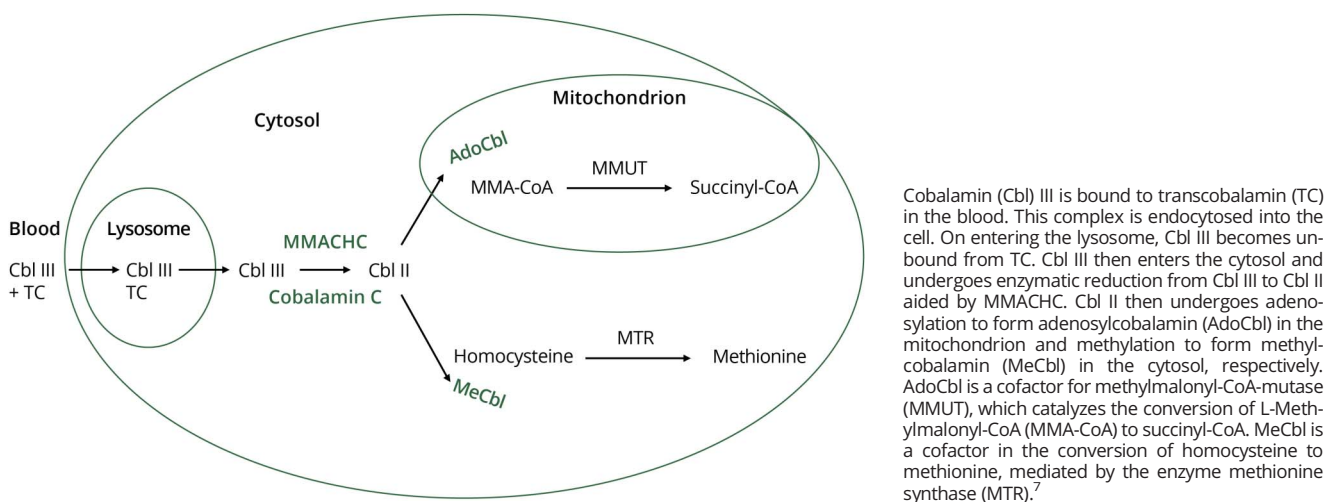 Mitochondrion
Cytosol
AdoCbl
MMUT
MMA-CoA
Succinyl-CoA
Blood
Lysosome
MMACHC
Cbl III
+ TC
Cbl III
TC
Cbl III
Cbl II
Cobalamin C
MTR
Homocysteine
Methionine
MeCbl
Cobalamin (Cbl) III is bound to transcobalamin (TC)
in the blood. This complex is endocytosed into the
cell. On entering the lysosome, Cbl III becomes un-
bound from TC. Cbl III then enters the cytosol and
undergoes enzymatic reduction from Cbl III to Cbl II
aided by MMACHC. Cbl II then undergoes adeno-
sylation to form adenosylcobalamin (AdoCbl) in the
mitochondrion and methylation to form methyl-
cobalamin (MeCbl) in the cytosol, respectively.
AdoCbl is a cofactor for methylmalonyl-CoA-mutase
(MMUT), which catalyzes the conversion of L-Meth-
ylmalonyl-CoA (MMA-CoA) to succinyl-CoA. MeCbl is
a cofactor in the conversion of homocysteine to
methionine, mediated by the enzyme methionine
synthase (MTR).7